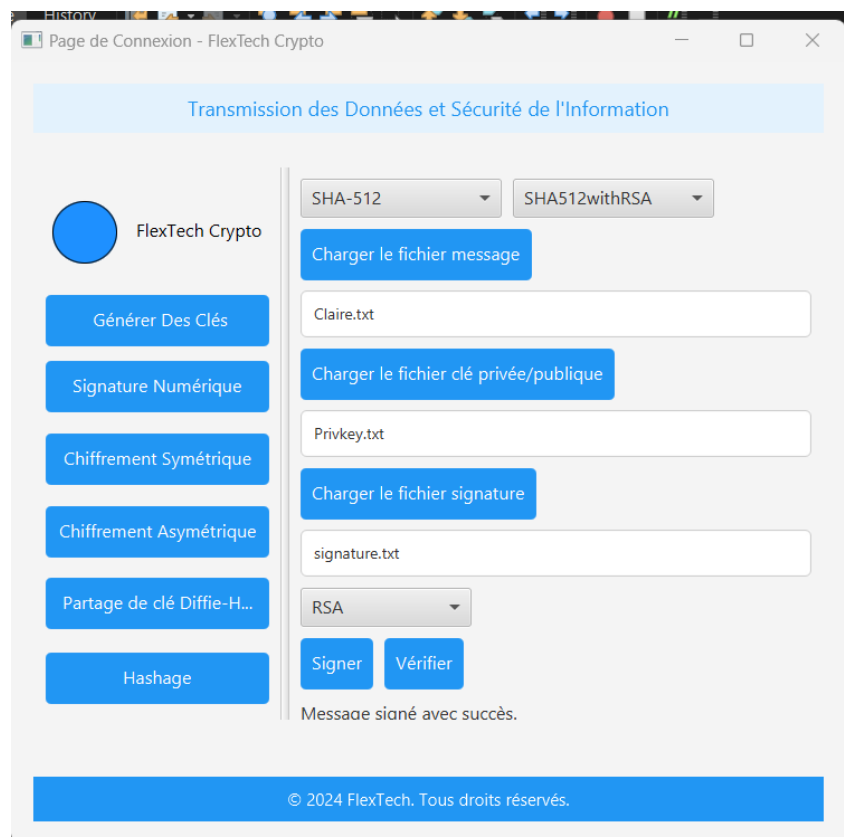 History
Page de Connexion - FlexTech Crypto
Transmission des Données et Sécurité de l'Information
FlexTech Crypto
Générer Des Clés
Signature Numérique
Chiffrement Symétrique
Chiffrement Asymétrique
Partage de clé Diffie-H...
Hashage
SHA-512
SHA512withRSA
Charger le fichier message
Claire.txt
Charger le fichier clé privée/publique
Privkey.txt
Charger le fichier signature
signature.txt
RSA
Signer
Vérifier
Message signé avec succès.
© 2024 FlexTech. Tous droits réservés.